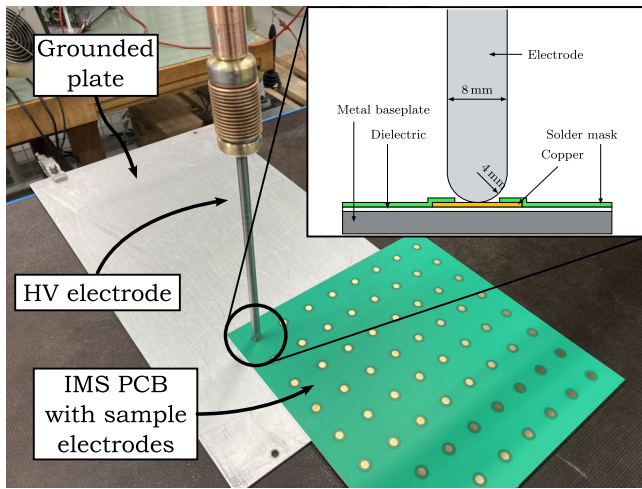 Grounded
plate
HV electrode
IMS PCB
with sample
electrodes
Electrode
8 mm
Metal baseplate
Dielectric
Solder mask
Copper
4 mm